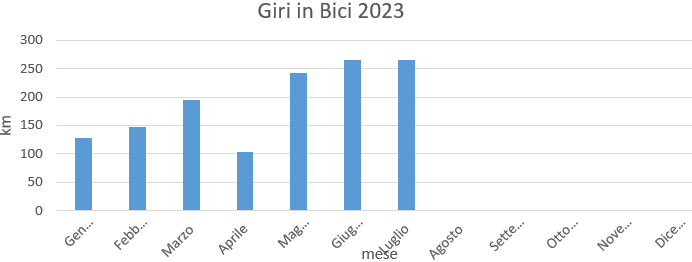 Giri in Bici 2023
300
250
200
150
100
50
0
km
Gen...
Febb...
Marzo
Aprile
Mag...
Giug...
Luglio
Agosto
Sette...
Otto...
Nove...
Dice...
mese